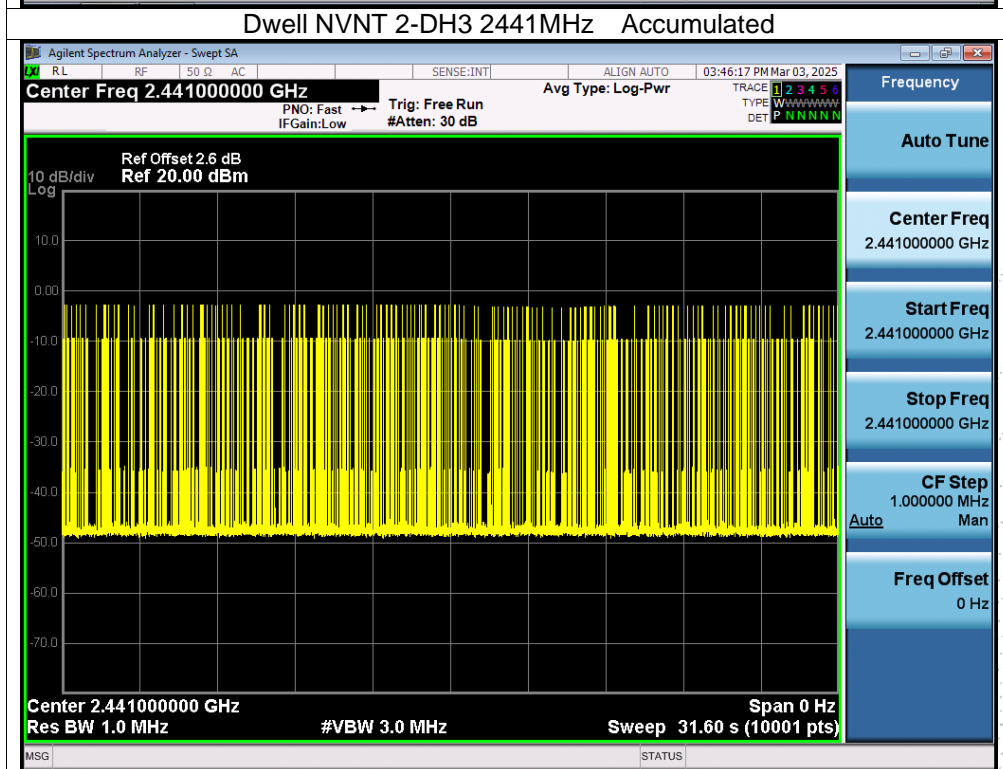 Dwell NVNT 2-DH3 2441MHz Accumulated
Agilent Spectrum Analyzer - Swept SA
LXI RL RF 50 Ω AC SENSE:INT ALIGN AUTO 03:46:17 PM Mar 03, 2025
Center Freq 2.441000000 GHz
PNO: Fast
IFGain:Low
Trig: Free Run
#Atten: 30 dB
Avg Type: Log-Pwr
TRACE 1 2 3 4 5 6
TYPE WWWWWW
DET P N N N N N
Ref Offset 2.6 dB
10 dB/div Ref 20.00 dBm
Log
10.0
0.00
-10.0
-20.0
-30.0
-40.0
-50.0
-60.0
-70.0
Center 2.441000000 GHz Span 0 Hz
Res BW 1.0 MHz #VBW 3.0 MHz Sweep 31.60 s (10001 pts)
MSG STATUS
Frequency
Auto Tune
Center Freq
2.441000000 GHz
Start Freq
2.441000000 GHz
Stop Freq
2.441000000 GHz
CF Step
1.000000 MHz
Auto Man
Freq Offset
0 Hz